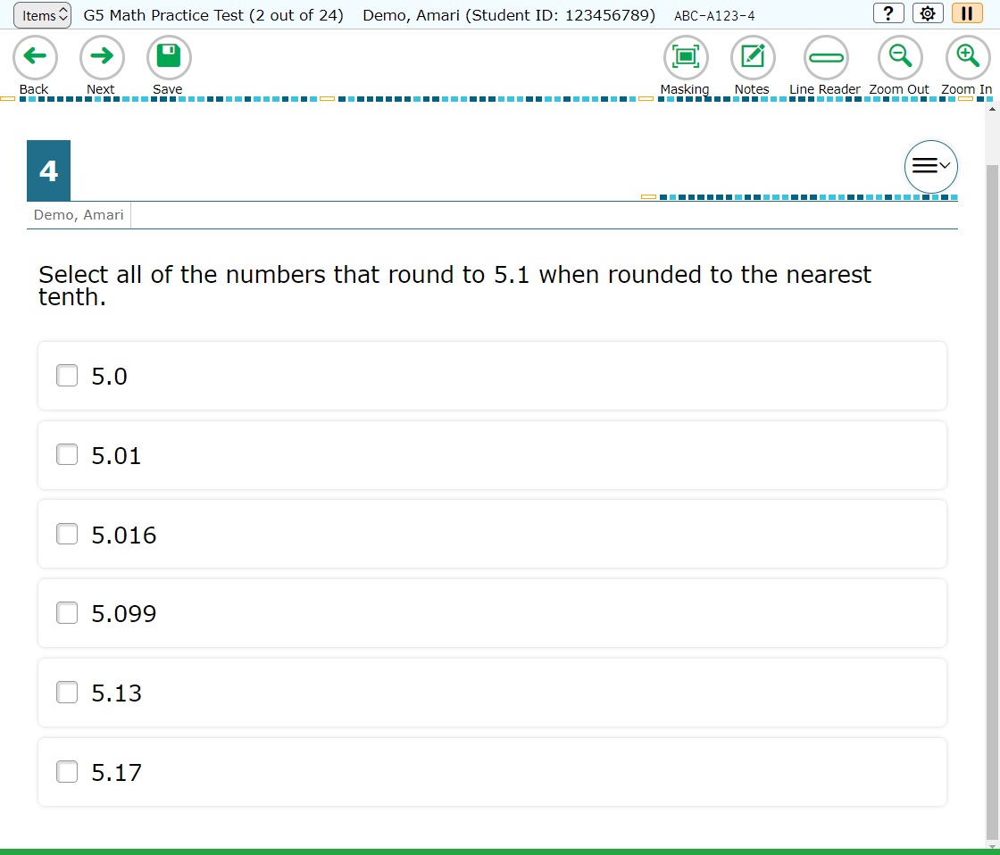 Items G5 Math Practice Test (2 out of 24) Demo, Amari (Student ID: 123456789) ABC-A123-4 ?
Back Next Save Masking Notes Line Reader Zoom Out Zoom In
4
Demo, Amari
Select all of the numbers that round to 5.1 when rounded to the nearest
tenth.
5.0
5.01
5.016
5.099
5.13
5.17